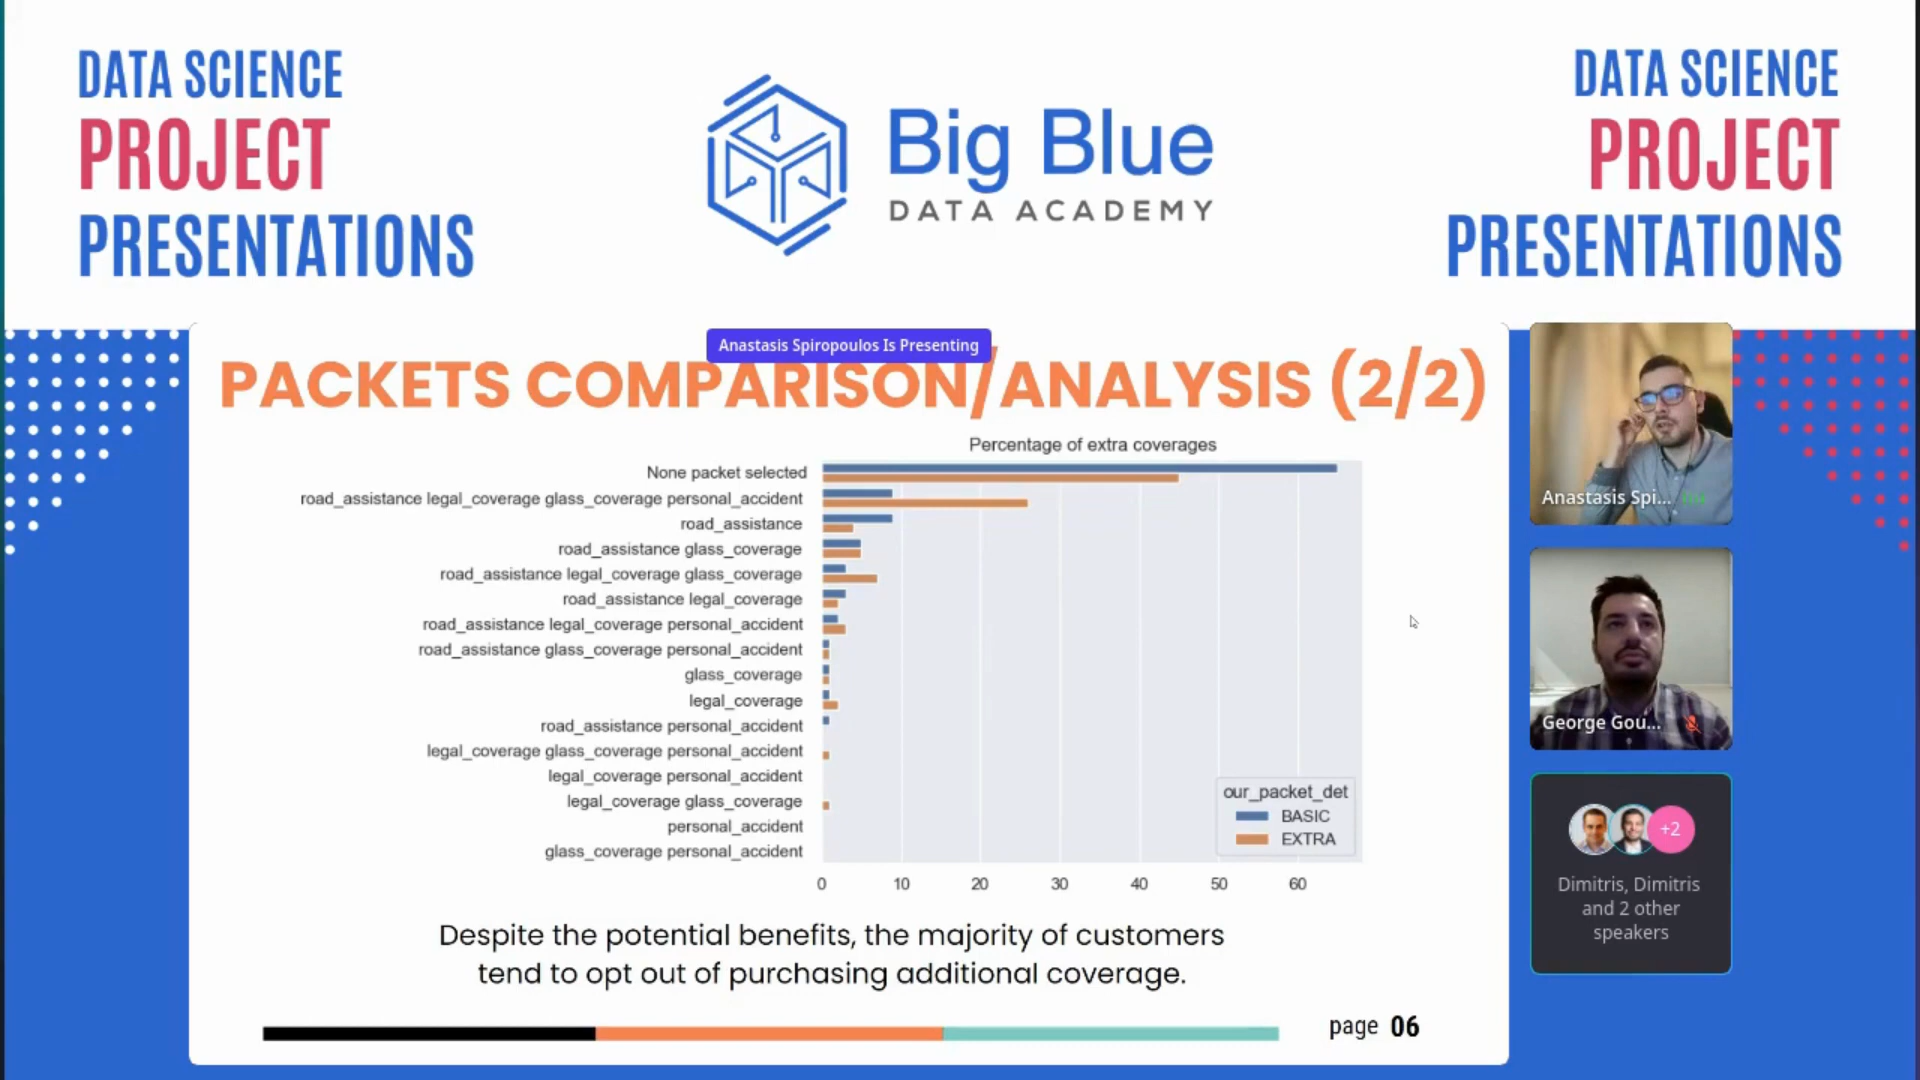 DATA SCIENCE
PROJECT
PRESENTATIONS
Big Blue
DATA ACADEMY
DATA SCIENCE
PROJECT
PRESENTATIONS
Anastasis Spiropoulos Is Presenting
PACKETS COMPARISON/ANALYSIS (2/2)
Percentage of extra coverages
None packet selected
road_assistance legal_coverage glass_coverage personal_accident
road_assistance
road_assistance glass_coverage
road_assistance legal_coverage glass_coverage
road_assistance legal_coverage
road_assistance legal_coverage personal_accident
road_assistance glass_coverage personal_accident
glass_coverage
legal_coverage
road_assistance personal_accident
legal_coverage glass_coverage personal_accident
legal_coverage personal_accident
legal_coverage glass_coverage
personal_accident
glass_coverage personal_accident
our_packet_det
BASIC
EXTRA
0 10 20 30 40 50 60
Despite the potential benefits, the majority of customers
tend to opt out of purchasing additional coverage.
page 06
Anastasis Spi...
George Gou...
+2
Dimitris, Dimitris
and 2 other
speakers